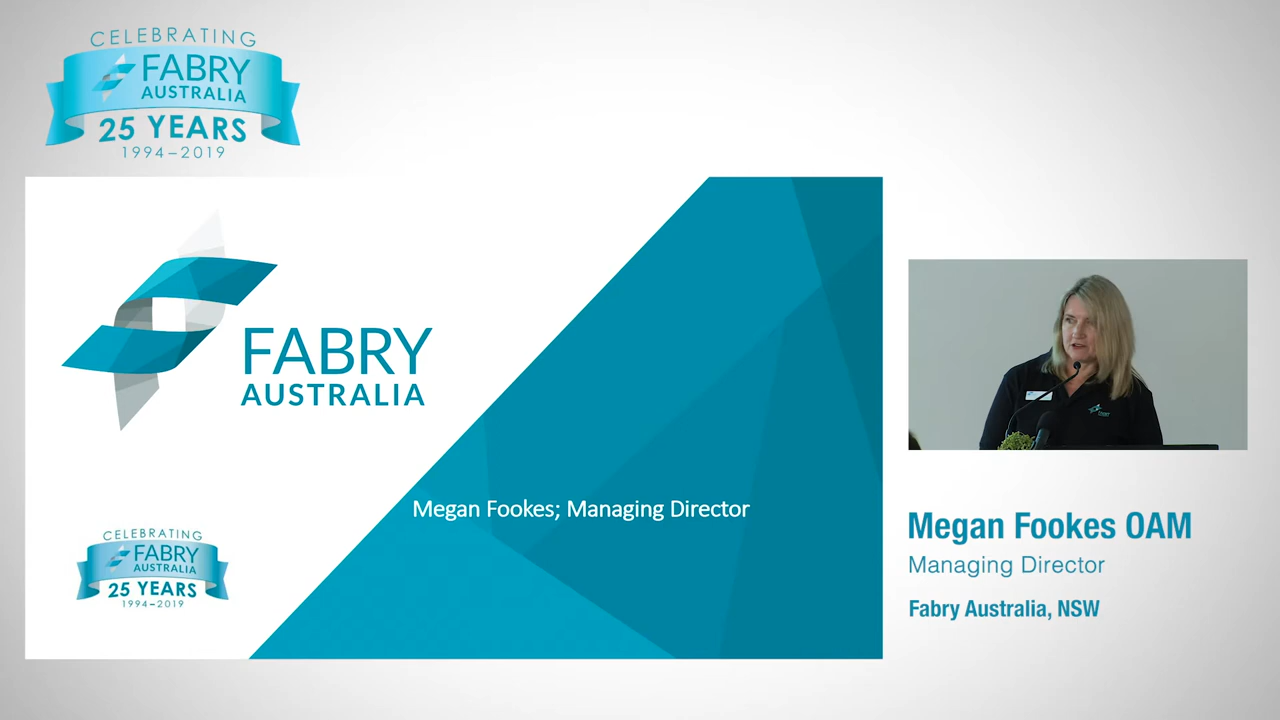 CELEBRATING
FABRY
AUSTRALIA
25 YEARS
1994–2019
FABRY
AUSTRALIA
Megan Fookes; Managing Director
CELEBRATING
FABRY
AUSTRALIA
25 YEARS
1994–2019
Megan Fookes OAM
Managing Director
Fabry Australia, NSW